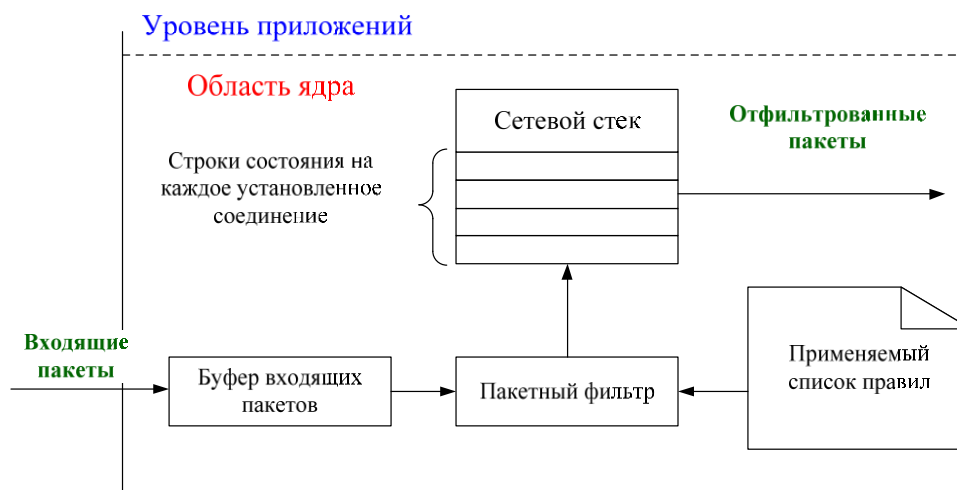 Уровень приложений
Область ядра
Сетевой стек
Отфильтрованные
пакеты
Строки состояния на
каждое установленное
соединение
Входящие
пакеты
Буфер входящих
пакетов
Пакетный фильтр
Применяемый
список правил